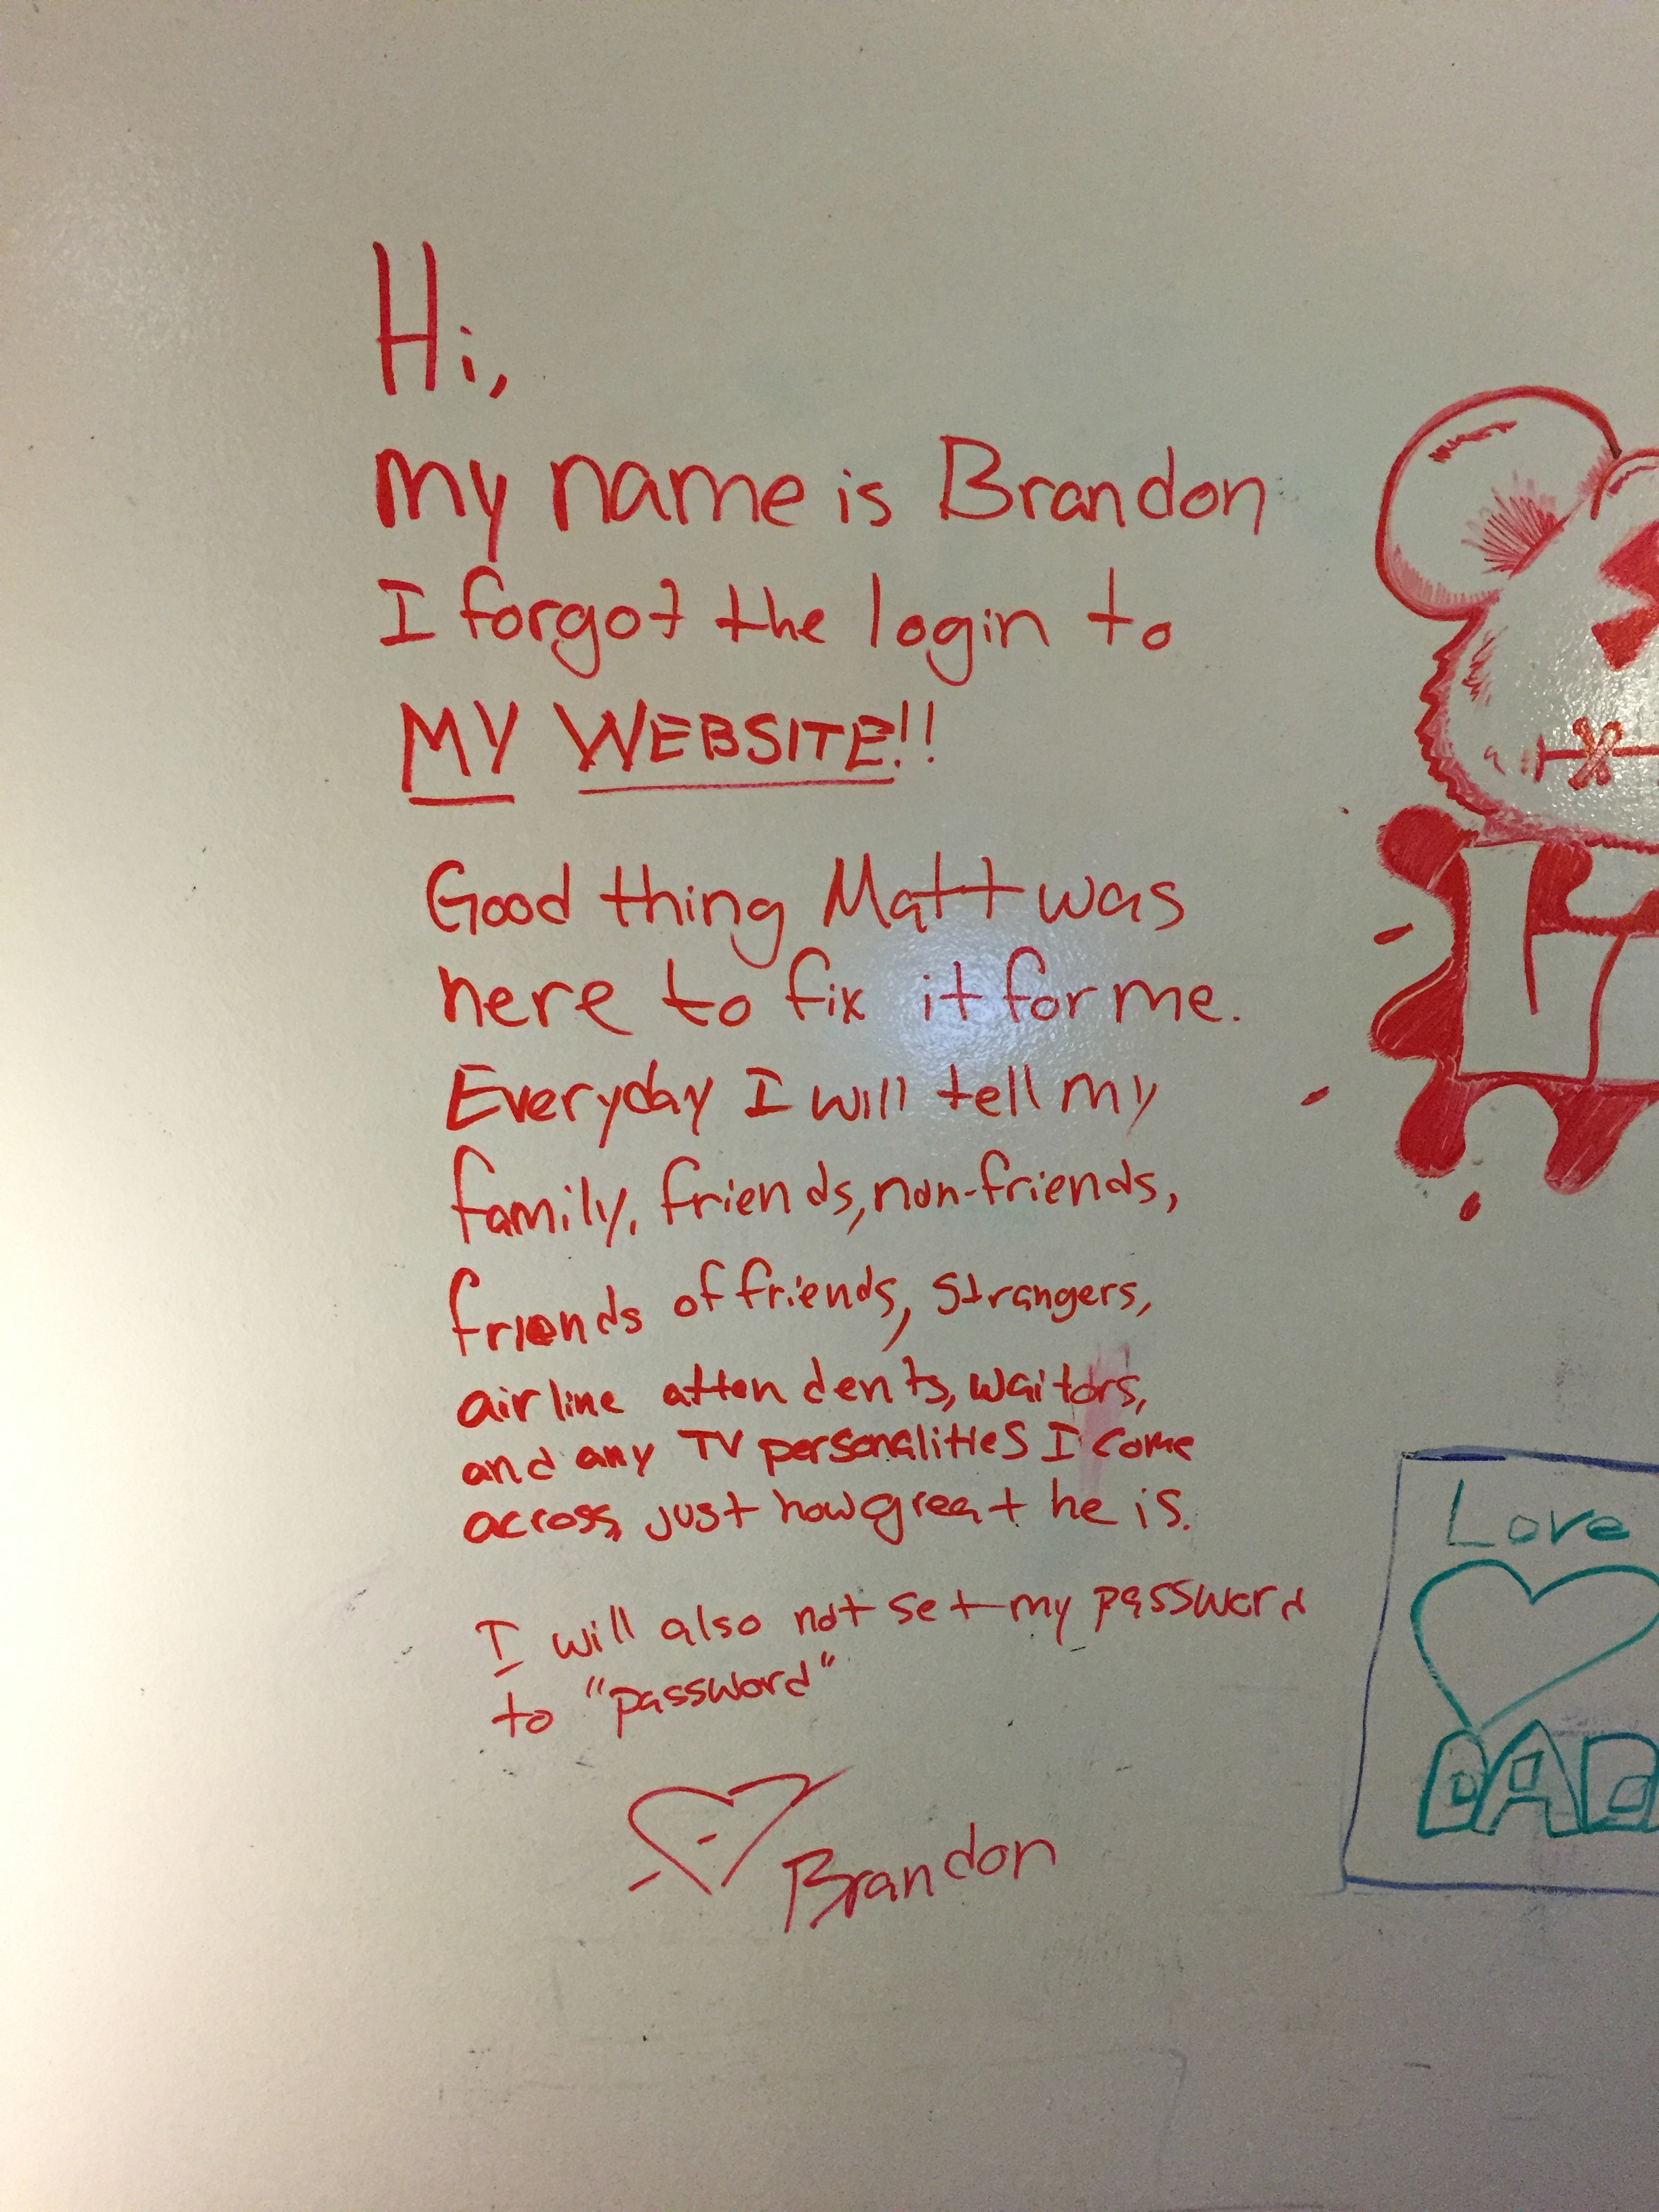 Hi,
my name is Brandon
I forgot the login to
MY WEBSITE!!
Good thing Matt was
here to fix it for me.
Everyday I will tell my
family, friends, non-friends,
friends of friends, strangers,
airline attendents, waitors,
and any TV personalities I come
across, just how great he is.
I will also not set my password
to "password"
Brandon
Love
DAD